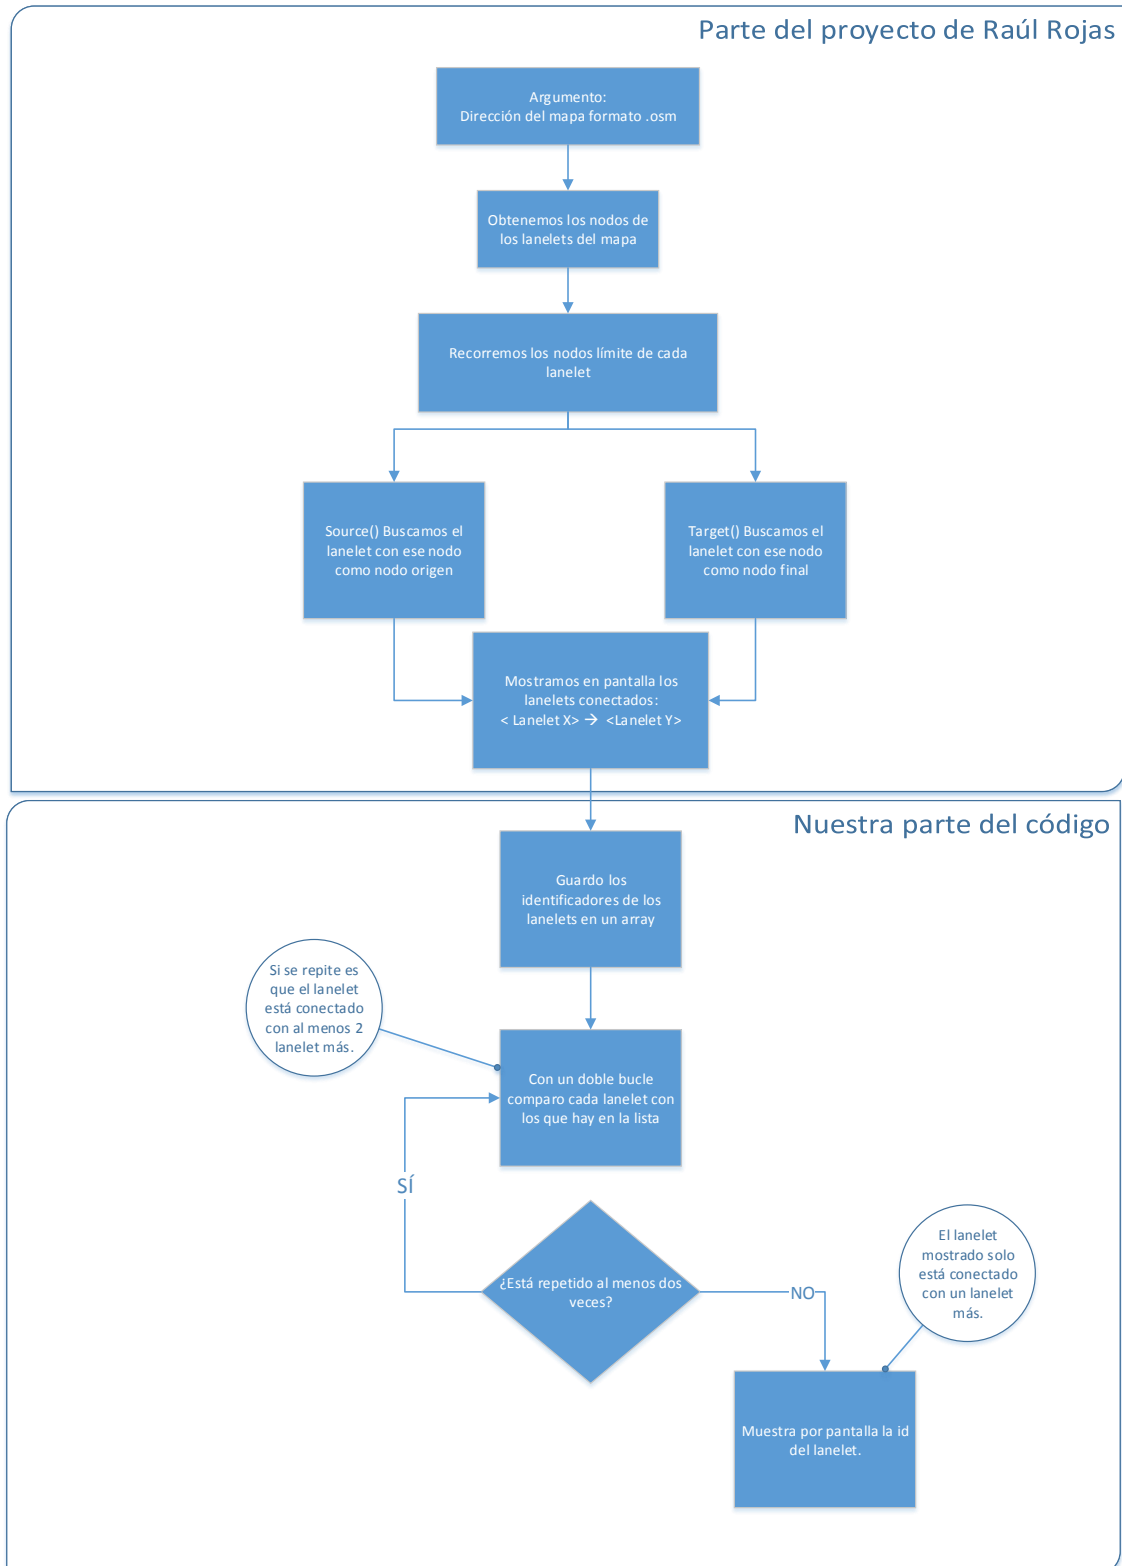 Parte del proyecto de Raúl Rojas
Argumento:
Dirección del mapa formato .osm
Obtenemos los nodos de
los lanelets del mapa
Recorremos los nodos límite de cada
lanelet
Source() Buscamos el
lanelet con ese nodo
como nodo origen
Target() Buscamos el
lanelet con ese nodo
como nodo final
Mostramos en pantalla los
lanelets conectados:
< Lanelet X> → <Lanelet Y>
Nuestra parte del código
Guardo los
identificadores de los
lanelets en un array
Si se repite es
que el lanelet
está conectado
con al menos 2
lanelet más.
Con un doble bucle
comparo cada lanelet con
los que hay en la lista
SÍ
¿Está repetido al menos dos
veces?
NO
El lanelet
mostrado solo
está conectado
con un lanelet
más.
Muestra por pantalla la id
del lanelet.